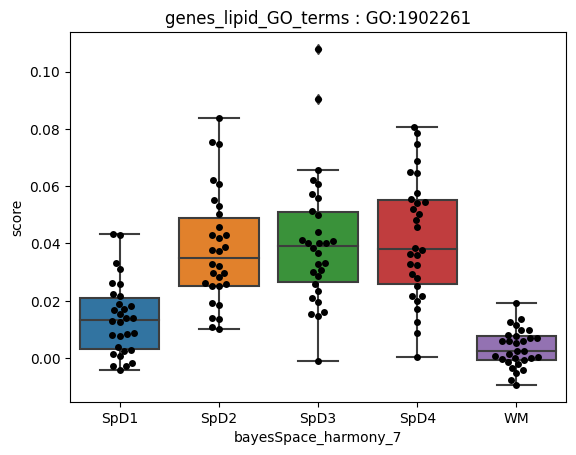 genes_lipid_GO_terms : GO:1902261
0.10
0.08
0.06
0.04
0.02
0.00
score
SpD1 SpD2 SpD3 SpD4 WM
bayesSpace_harmony_7